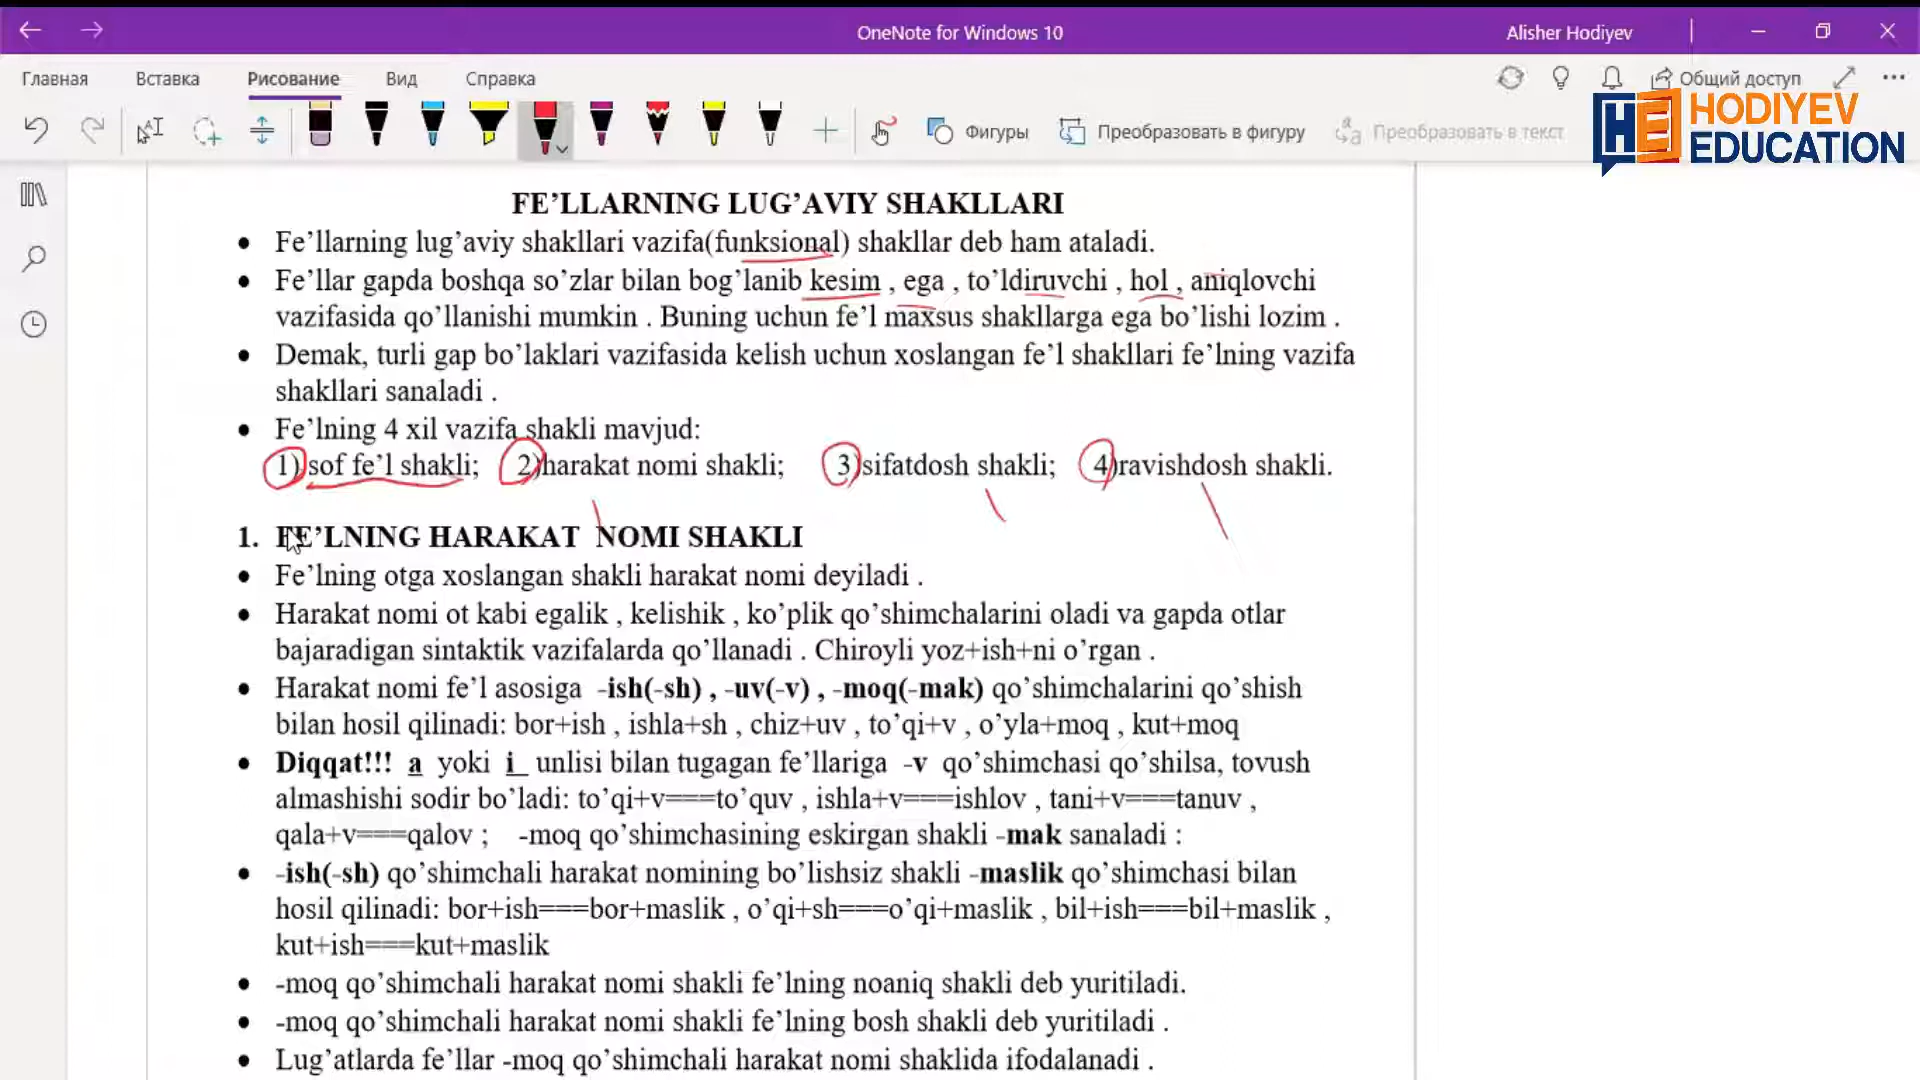 OneNote for Windows 10
Alisher Hodiyev
Главная Вставка Рисование Вид Справка
Общий доступ
Фигуры Преобразовать в фигуру Преобразовать в текст
HE HODIYEV
EDUCATION
FE’LLARNING LUG’AVIY SHAKLLARI
• Fe’llarning lug’aviy shakllari vazifa(funksional) shakllar deb ham ataladi.
• Fe’llar gapda boshqa so’zlar bilan bog’lanib kesim , ega , to’ldiruvchi , hol , aniqlovchi
vazifasida qo’llanishi mumkin . Buning uchun fe’l maxsus shakllarga ega bo’lishi lozim .
• Demak, turli gap bo’laklari vazifasida kelish uchun xoslangan fe’l shakllari fe’lning vazifa
shakllari sanaladi .
• Fe’lning 4 xil vazifa shakli mavjud:
1) sof fe’l shakli; 2)harakat nomi shakli; 3)sifatdosh shakli; 4)ravishdosh shakli.
1. FE’LNING HARAKAT NOMI SHAKLI
• Fe’lning otga xoslangan shakli harakat nomi deyiladi .
• Harakat nomi ot kabi egalik , kelishik , ko’plik qo’shimchalarini oladi va gapda otlar
bajaradigan sintaktik vazifalarda qo’llanadi . Chiroyli yoz+ish+ni o’rgan .
• Harakat nomi fe’l asosiga -ish(-sh) , -uv(-v) , -moq(-mak) qo’shimchalarini qo’shish
bilan hosil qilinadi: bor+ish , ishla+sh , chiz+uv , to’qi+v , o’yla+moq , kut+moq
• Diqqat!!! a yoki i unlisi bilan tugagan fe’llariga -v qo’shimchasi qo’shilsa, tovush
almashishi sodir bo’ladi: to’qi+v===to’quv , ishla+v===ishlov , tani+v===tanuv ,
qala+v===qalov ; -moq qo’shimchasining eskirgan shakli -mak sanaladi :
• -ish(-sh) qo’shimchali harakat nomining bo’lishsiz shakli -maslik qo’shimchasi bilan
hosil qilinadi: bor+ish===bor+maslik , o’qi+sh===o’qi+maslik , bil+ish===bil+maslik ,
kut+ish===kut+maslik
• -moq qo’shimchali harakat nomi shakli fe’lning noaniq shakli deb yuritiladi.
• -moq qo’shimchali harakat nomi shakli fe’lning bosh shakli deb yuritiladi .
• Lug’atlarda fe’llar -moq qo’shimchali harakat nomi shaklida ifodalanadi .